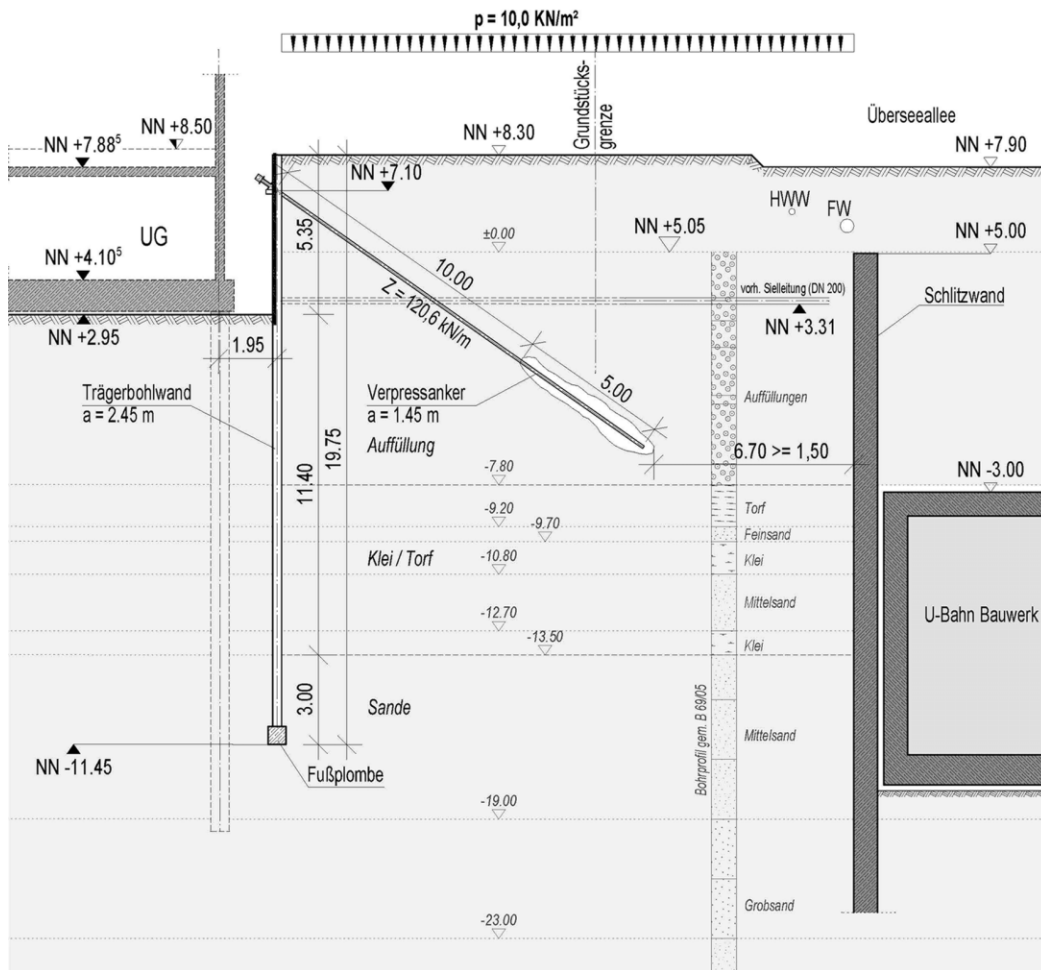 p = 10,0 KN/m²
Grundstücks-
grenze
Überseeallee
NN +8.50
NN +7.88⁵
NN +8.30
NN +7.90
NN +7.10
HWW
FW
UG
5.35
±0.00
NN +5.05
NN +5.00
NN +4.10⁵
10.00
Z = 120,6 kN/m
vorh. Sielleitung (DN 200)
Schlitzwand
NN +3.31
NN +2.95
1.95
5.00
Trägerbohlwand
a = 2.45 m
Verpressanker
a = 1.45 m
Auffüllung
Auffüllungen
11.40
19.75
6.70 >= 1,50
-7.80
NN -3.00
Torf
-9.20
-9.70
Feinsand
Klei / Torf
-10.80
Klei
Mittelsand
-12.70
U-Bahn Bauwerk
-13.50
Klei
3.00
Sande
Bohrprofil gem. B 69/05
Mittelsand
NN -11.45
Fußplombe
-19.00
Grobsand
-23.00